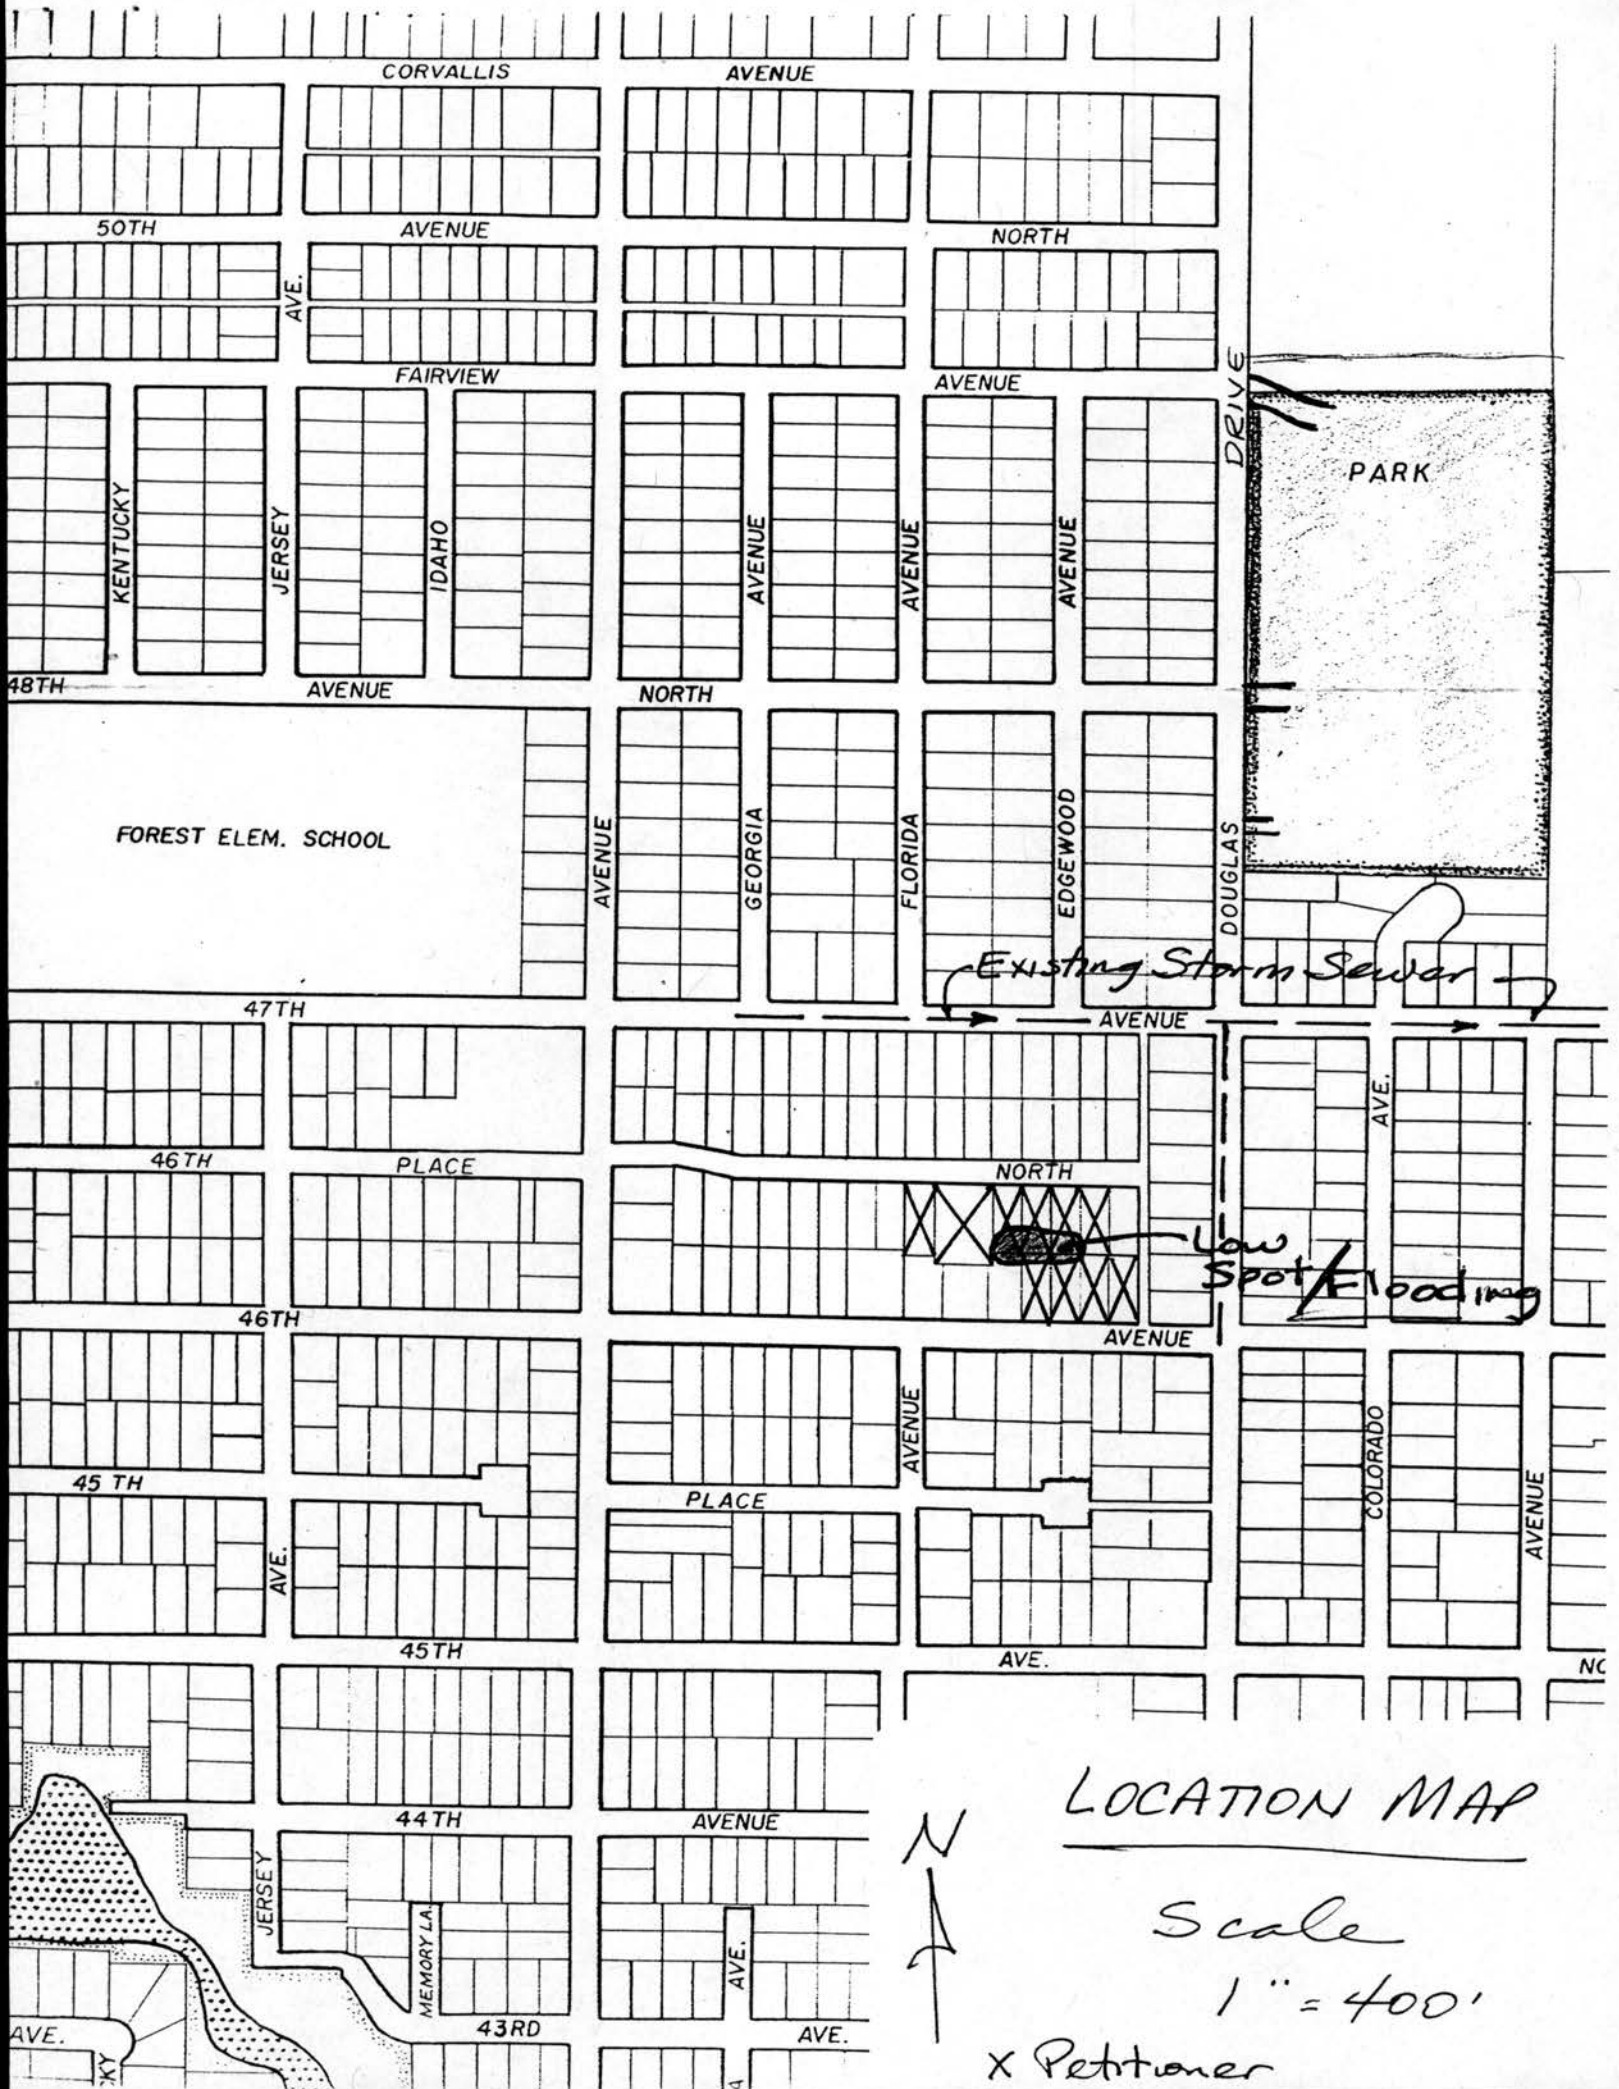 CORVALLIS AVENUE
50TH AVENUE NORTH
AVE.
FAIRVIEW AVENUE
DRIVE
PARK
KENTUCKY
JERSEY
IDAHO
AVENUE
AVENUE
AVENUE
48TH AVENUE NORTH
FOREST ELEM. SCHOOL
AVENUE
GEORGIA
FLORIDA
EDGEWOOD
DOUGLAS
Existing Storm Sewer
47TH AVENUE
AVE.
46TH PLACE NORTH
Low
Spot/Flooding
46TH AVENUE
AVENUE
COLORADO
AVENUE
45TH PLACE
AVE.
45TH AVE. NO
LOCATION MAP
44TH AVENUE
N
JERSEY
Scale
MEMORY LA.
AVE.
1" = 400'
AVE. 43RD AVE.
KY
x Petitioner